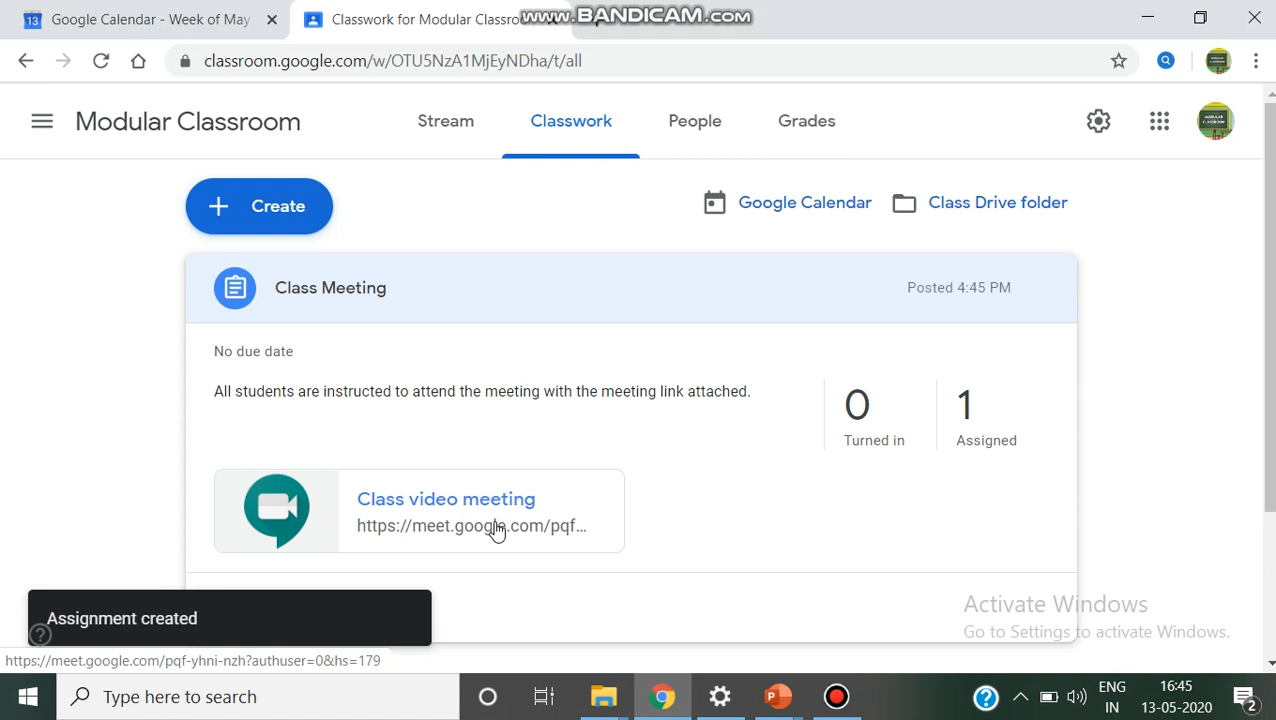 Google Calendar - Week of May
Classwork for Modular Classroo
www.BANDICAM.com
classroom.google.com/w/OTU5NzA1MjEyNDha/t/all
Modular Classroom
Stream
Classwork
People
Grades
Create
Google Calendar
Class Drive folder
Class Meeting
Posted 4:45 PM
No due date
All students are instructed to attend the meeting with the meeting link attached.
0
Turned in
1
Assigned
Class video meeting
https://meet.google.com/pqf...
Assignment created
Activate Windows
Go to Settings to activate Windows.
https://meet.google.com/pqf-yhni-nzh?authuser=0&hs=179
Type here to search
ENG
IN
16:45
13-05-2020
2